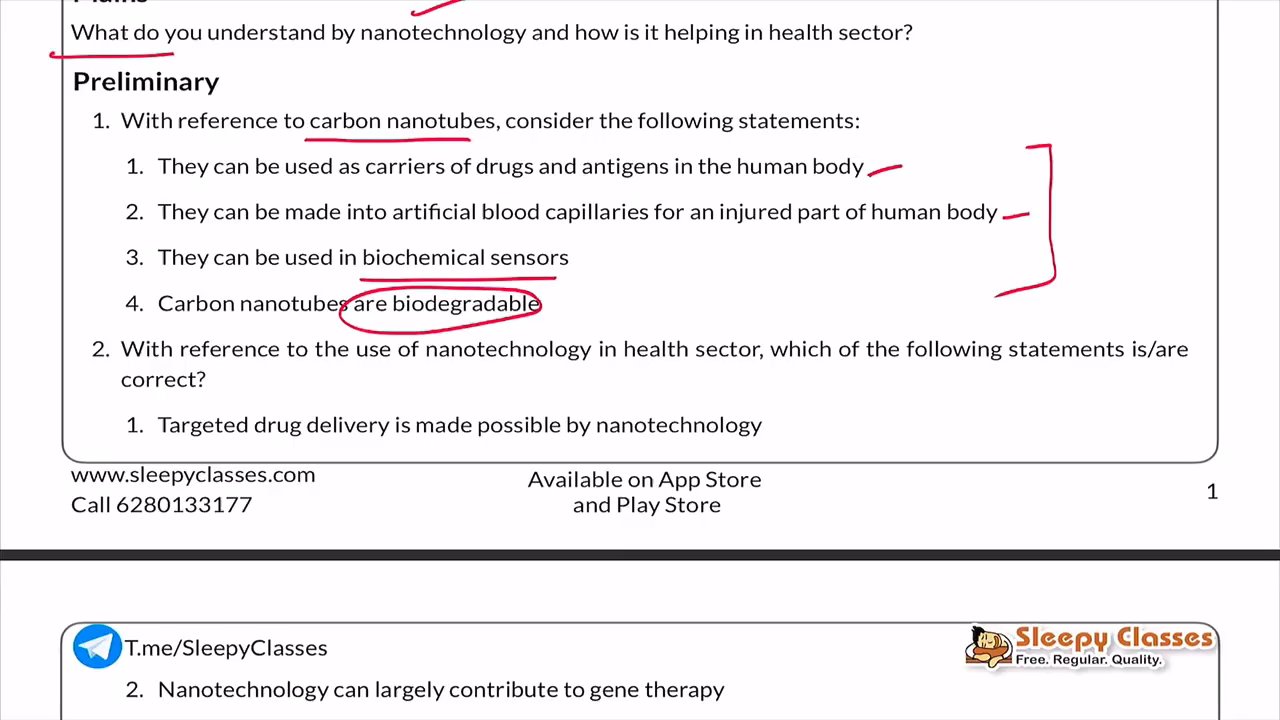 What do you understand by nanotechnology and how is it helping in health sector?
Preliminary
1. With reference to carbon nanotubes, consider the following statements:
1. They can be used as carriers of drugs and antigens in the human body
2. They can be made into artificial blood capillaries for an injured part of human body
3. They can be used in biochemical sensors
4. Carbon nanotubes are biodegradable
2. With reference to the use of nanotechnology in health sector, which of the following statements is/are
correct?
1. Targeted drug delivery is made possible by nanotechnology
www.sleepyclasses.com
Call 6280133177
Available on App Store
and Play Store
1
T.me/SleepyClasses
Sleepy Classes
Free. Regular. Quality.
2. Nanotechnology can largely contribute to gene therapy